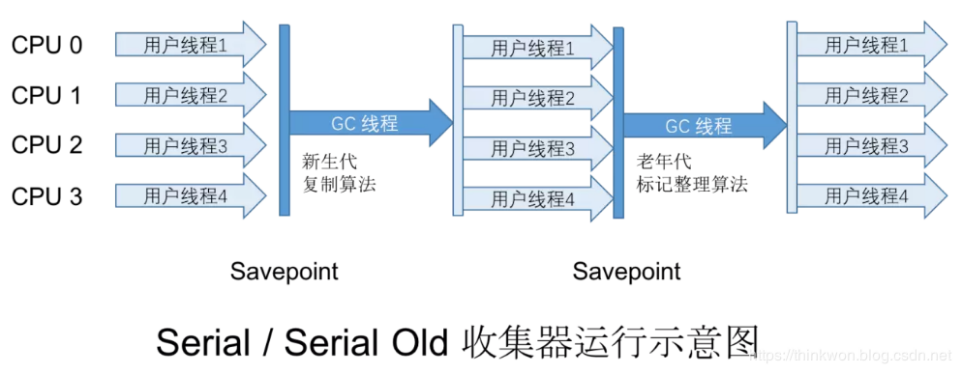 CPU 0 用户线程1 用户线程1 用户线程1
CPU 1 用户线程2 用户线程2 用户线程2
GC 线程 GC 线程
CPU 2 用户线程3 用户线程3 用户线程3
新生代 老年代
复制算法 标记整理算法
CPU 3 用户线程4 用户线程4 用户线程4
Savepoint Savepoint
Serial / Serial Old 收集器运行示意图
https://thinkwon.blog.csdn.net